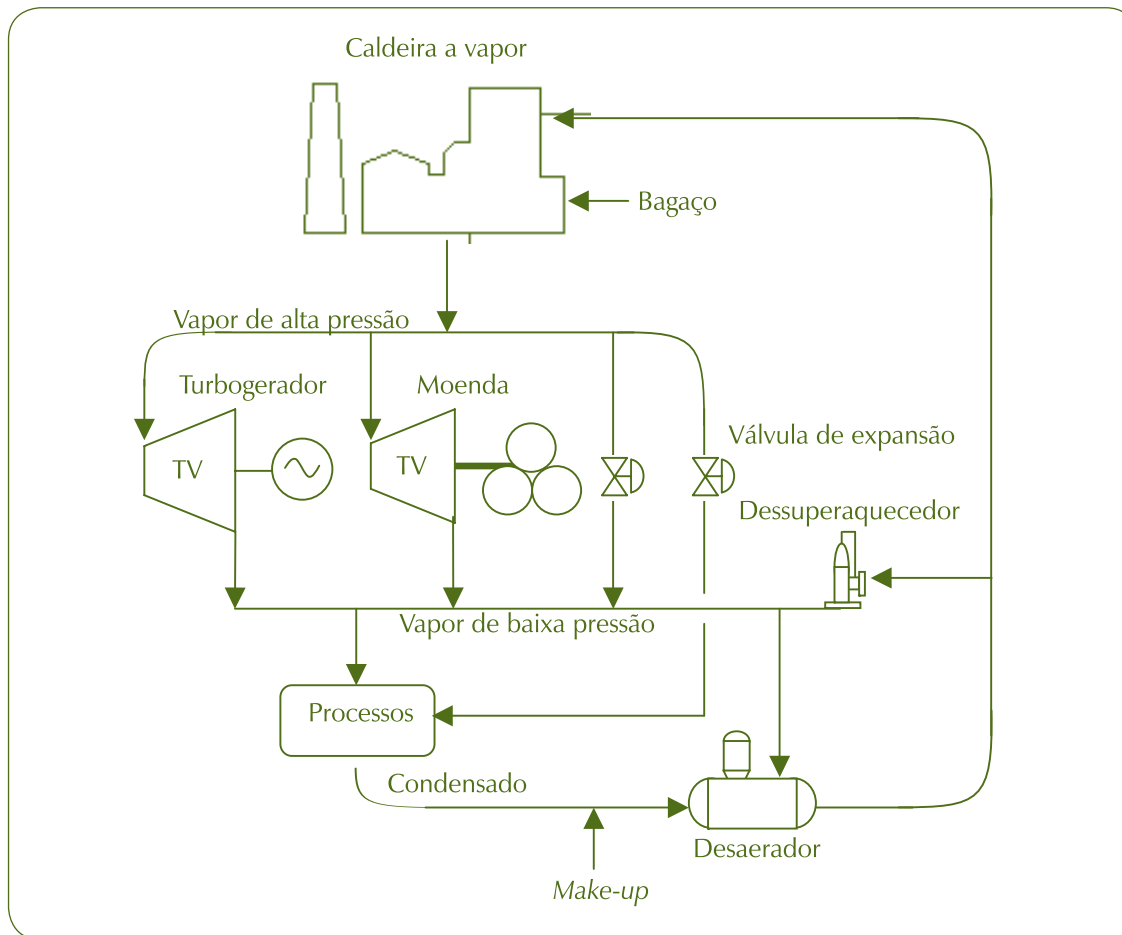 Caldeira a vapor
Bagaço
Vapor de alta pressão
Turbogerador
Moenda
Válvula de expansão
TV
TV
Dessuperaquecedor
Vapor de baixa pressão
Processos
Condensado
Desaerador
Make-up